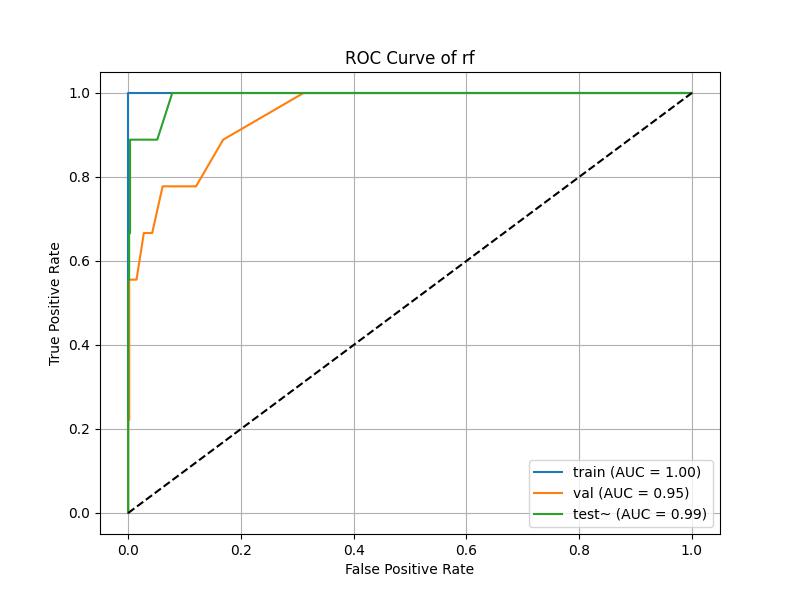 ROC Curve of rf
True Positive Rate
1.0
0.8
0.6
0.4
0.2
0.0
0.0 0.2 0.4 0.6 0.8 1.0
False Positive Rate
train (AUC = 1.00)
val (AUC = 0.95)
test~ (AUC = 0.99)